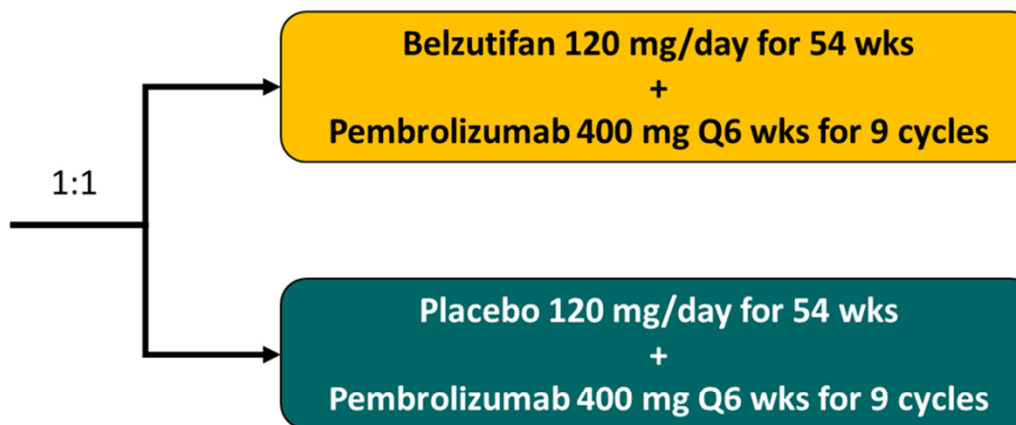 Belzutifan 120 mg/day for 54 wks
+
Pembrolizumab 400 mg Q6 wks for 9 cycles
1:1
Placebo 120 mg/day for 54 wks
+
Pembrolizumab 400 mg Q6 wks for 9 cycles